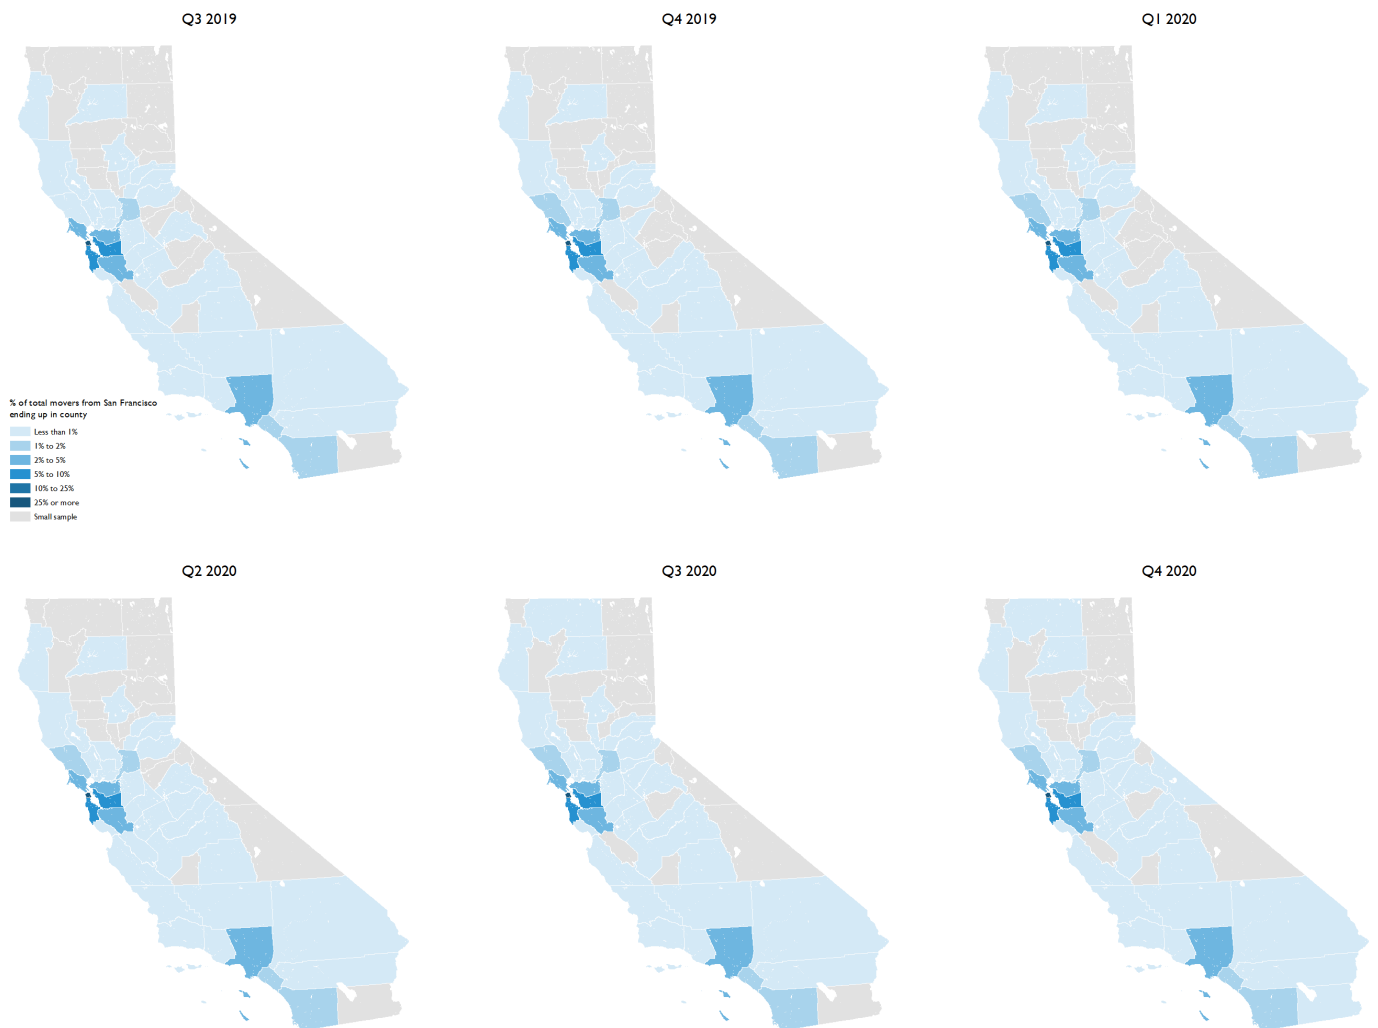 Q3 2019
Q4 2019
Q1 2020
% of total movers from San Francisco
ending up in county
Less than 1%
1% to 2%
2% to 5%
5% to 10%
10% to 25%
25% or more
Small sample
Q2 2020
Q3 2020
Q4 2020